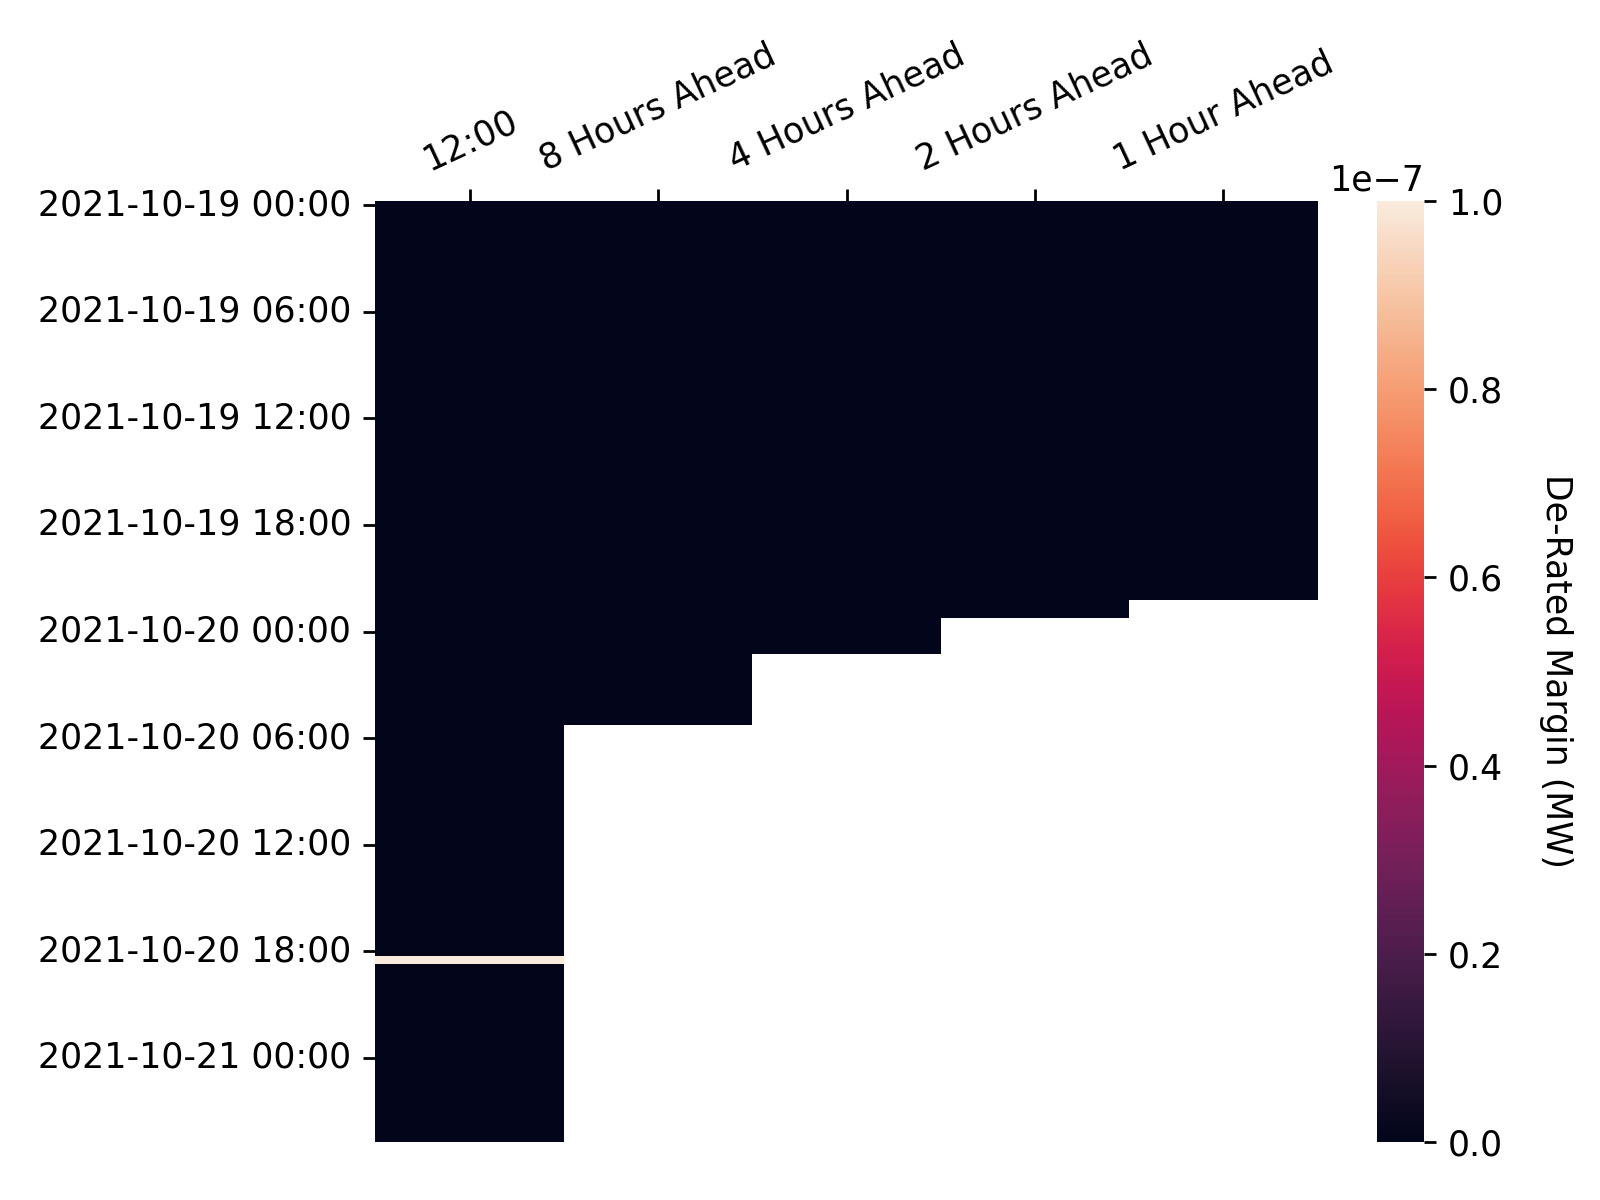 12:00
8 Hours Ahead
4 Hours Ahead
2 Hours Ahead
1 Hour Ahead
1e−7
2021-10-19 00:00
2021-10-19 06:00
2021-10-19 12:00
2021-10-19 18:00
2021-10-20 00:00
2021-10-20 06:00
2021-10-20 12:00
2021-10-20 18:00
2021-10-21 00:00
1.0
0.8
0.6
0.4
0.2
0.0
De-Rated Margin (MW)